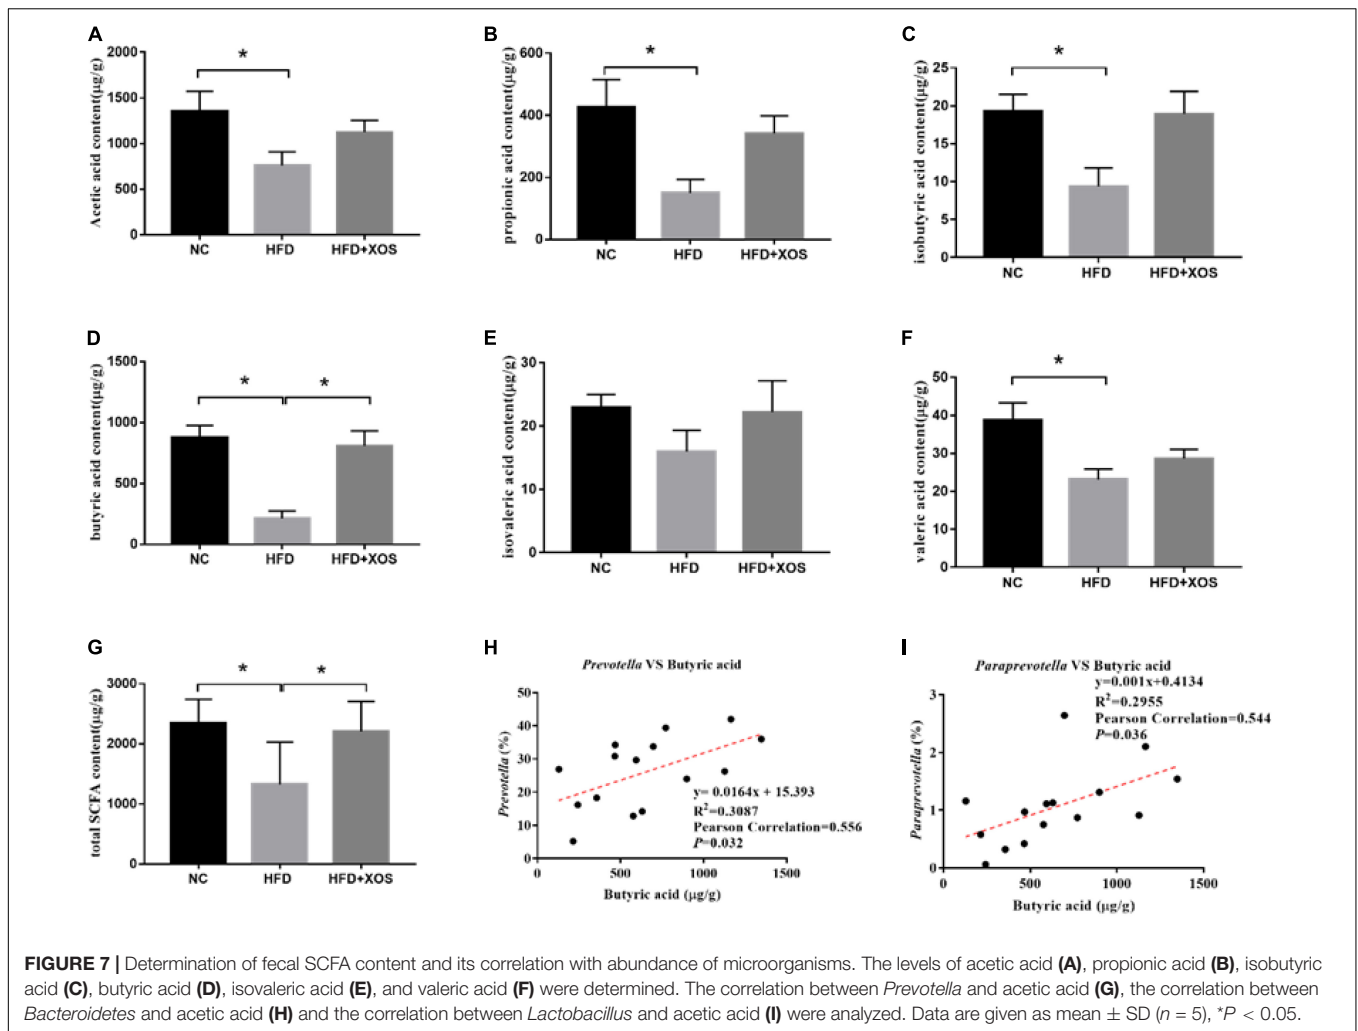 A
Acetic acid content(µg/g)
2000
1500
1000
500
0
*
NC HFD HFD+XOS
B
propionic acid content(µg/g)
600
400
200
0
*
NC HFD HFD+XOS
C
isobutyric acid content(µg/g)
25
20
15
10
5
0
*
NC HFD HFD+XOS
D
butyric acid content(µg/g)
1500
1000
500
0
* *
NC HFD HFD+XOS
E
isovaleric acid content(µg/g)
30
20
10
0
NC HFD HFD+XOS
F
valeric acid content(µg/g)
50
40
30
20
10
0
*
NC HFD HFD+XOS
G
total SCFA content(µg/g)
3000
2000
1000
0
* *
NC HFD HFD+XOS
H
Prevotella VS Butyric acid
Prevotella (%)
50
40
30
20
10
0
y= 0.0164x + 15.393
R²=0.3087
Pearson Correlation=0.556
P=0.032
0 500 1000 1500
Butyric acid (µg/g)
I
Paraprevotella VS Butyric acid
y=0.001x+0.4134
R²=0.2955
Pearson Correlation=0.544
P=0.036
Paraprevotella (%)
3
2
1
0
0 500 1000 1500
Butyric acid (µg/g)
FIGURE 7 | Determination of fecal SCFA content and its correlation with abundance of microorganisms. The levels of acetic acid (A), propionic acid (B), isobutyric
acid (C), butyric acid (D), isovaleric acid (E), and valeric acid (F) were determined. The correlation between Prevotella and acetic acid (G), the correlation between
Bacteroidetes and acetic acid (H) and the correlation between Lactobacillus and acetic acid (I) were analyzed. Data are given as mean ± SD (n = 5), *P < 0.05.